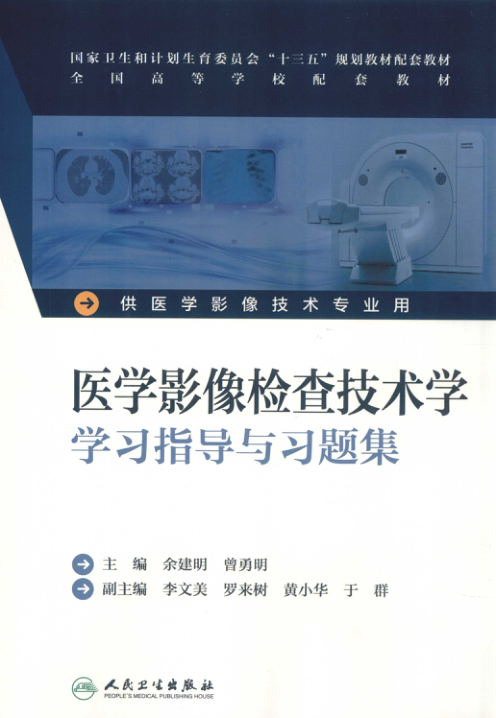 国家卫生和计划生育委员会“十三五”规划教材配套教材
全国高等学校配套教材
供医学影像技术专业用
医学影像检查技术学
学习指导与习题集
主 编 余建明 曾勇明
副主编 李文美 罗来树 黄小华 于 群
人民卫生出版社
PEOPLE'S MEDICAL PUBLISHING HOUSE